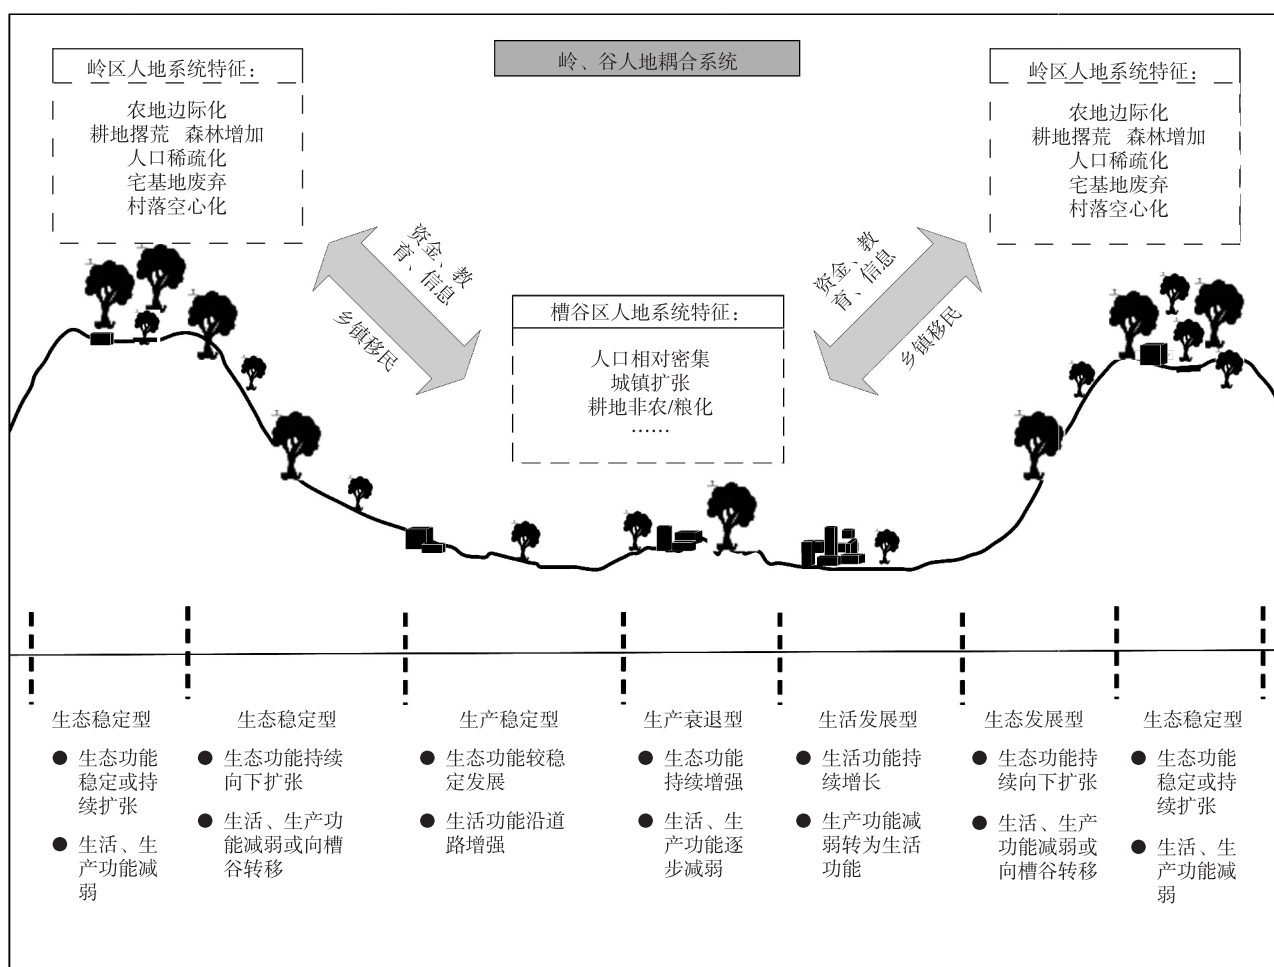 岭、谷人地耦合系统
岭区人地系统特征：
农地边际化
耕地撂荒 森林增加
人口稀疏化
宅基地废弃
村落空心化
岭区人地系统特征：
农地边际化
耕地撂荒 森林增加
人口稀疏化
宅基地废弃
村落空心化
资金、教
育、信息
乡镇移民
资金、教
育、信息
乡镇移民
槽谷区人地系统特征：
人口相对密集
城镇扩张
耕地非农/粮化
……
生态稳定型
● 生态功能
稳定或持
续扩张
● 生活、生
产功能减
弱
生态稳定型
● 生态功能持续
向下扩张
● 生活、生产功
能减弱或向槽
谷转移
生产稳定型
● 生态功能较稳
定发展
● 生活功能沿道
路增强
生产衰退型
● 生态功能
持续增强
● 生活、生
产功能逐
步减弱
生活发展型
● 生活功能持
续增长
● 生产功能减
弱转为生活
功能
生态发展型
● 生态功能持
续向下扩张
● 生活、生产
功能减弱或
向槽谷转移
生态稳定型
● 生态功能
稳定或持
续扩张
● 生活、生
产功能减
弱